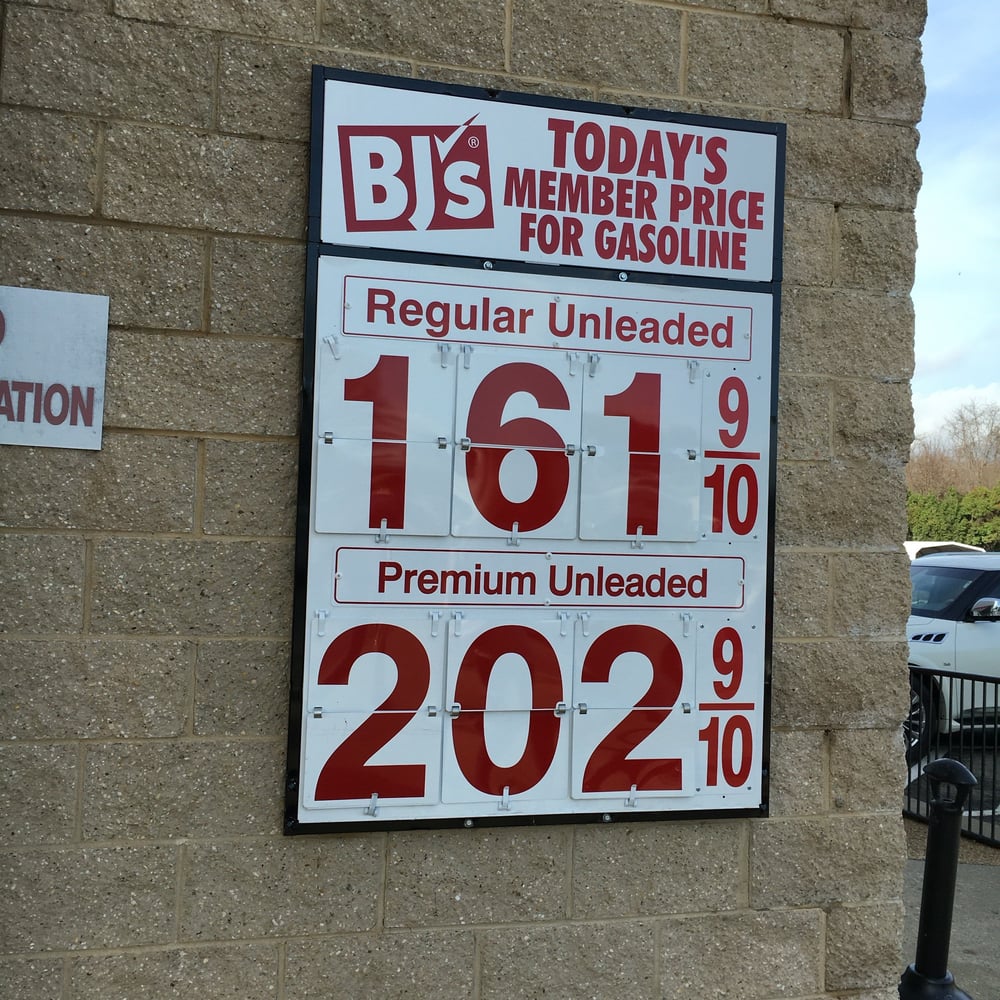 BJ's®
TODAY'S
MEMBER PRICE
FOR GASOLINE
Regular Unleaded
161 9/10
Premium Unleaded
202 9/10
ATION